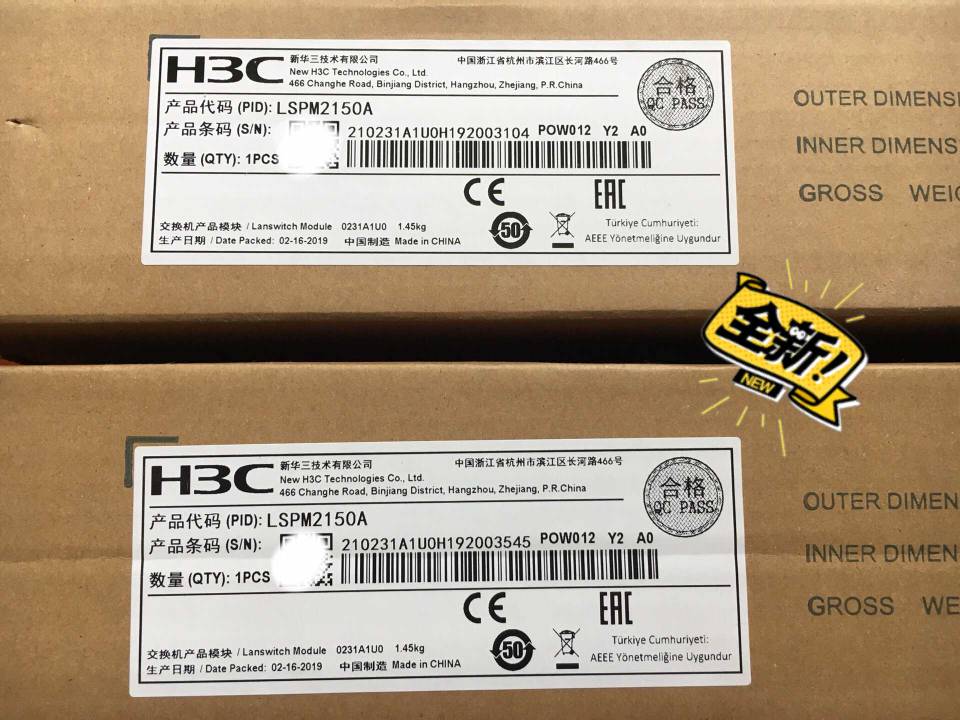 H3C
新华三技术有限公司 中国浙江省杭州市滨江区长河路466号
New H3C Technologies Co., Ltd.
466 Changhe Road, Binjiang District, Hangzhou, Zhejiang, P.R.China
合格
QC PASS
产品代码 (PID): LSPM2150A
产品条码 (S/N): 210231A1U0H192003104 POW012 Y2 A0
数量 (QTY): 1PCS
CE EAC
交换机产品模块 / Lanswitch Module 0231A1U0 1.45kg
生产日期 / Date Packed: 02-16-2019 中国制造 Made in CHINA
50
Türkiye Cumhuriyeti:
AEEE Yönetmeliğine Uygundur
OUTER DIMENSI
INNER DIMENS
GROSS WEIG
全新!
GO!
NEW
H3C
新华三技术有限公司 中国浙江省杭州市滨江区长河路466号
New H3C Technologies Co., Ltd.
466 Changhe Road, Binjiang District, Hangzhou, Zhejiang, P.R.China
合格
QC PASS
产品代码 (PID): LSPM2150A
产品条码 (S/N): 210231A1U0H192003545 POW012 Y2 A0
数量 (QTY): 1PCS
CE EAC
交换机产品模块 / Lanswitch Module 0231A1U0 1.45kg
生产日期 / Date Packed: 02-16-2019 中国制造 Made in CHINA
50
Türkiye Cumhuriyeti:
AEEE Yönetmeliğine Uygundur
OUTER DIMEN
INNER DIMEN
GROSS WE